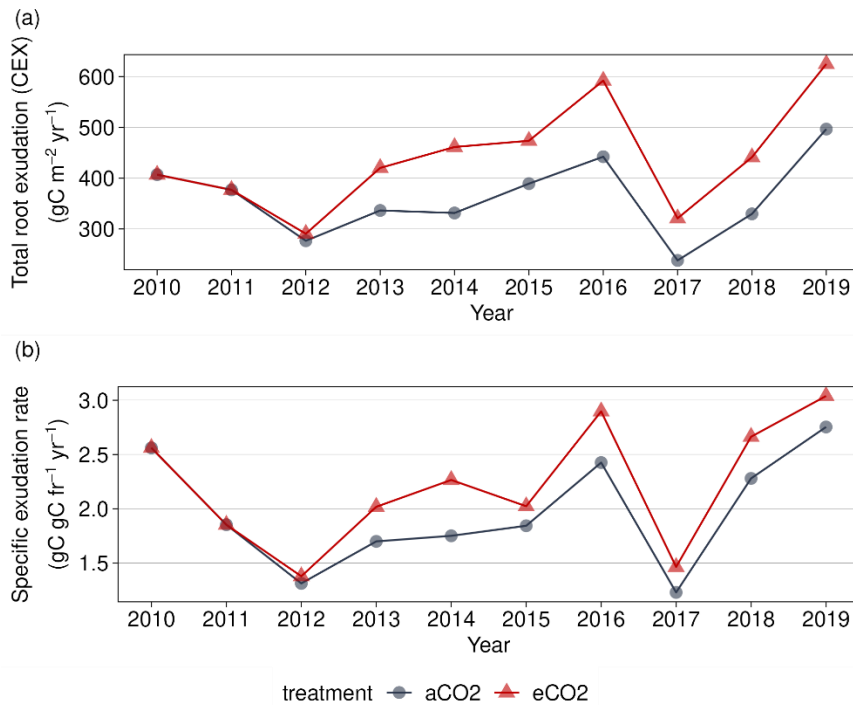 (a)
Total root exudation (CEX)
(gC m⁻² yr⁻¹)
600
500
400
300
2010 2011 2012 2013 2014 2015 2016 2017 2018 2019
Year
(b)
Specific exudation rate
(gC gC fr⁻¹ yr⁻¹)
3.0
2.5
2.0
1.5
2010 2011 2012 2013 2014 2015 2016 2017 2018 2019
Year
treatment aCO2 eCO2